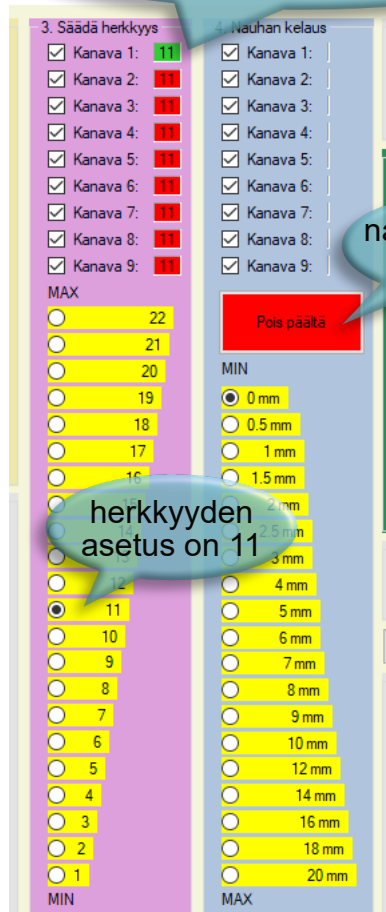 3. Säädä herkkyys
Kanava 1: 11
Kanava 2: 11
Kanava 3: 11
Kanava 4: 11
Kanava 5: 11
Kanava 6: 11
Kanava 7: 11
Kanava 8: 11
Kanava 9: 11
MAX
22
21
20
19
18
17
16
15
14
13
12
11
10
9
8
7
6
5
4
3
2
1
MIN
herkkyyden
asetus on 11
4. Nauhan kelaus
Kanava 1:
Kanava 2:
Kanava 3:
Kanava 4:
Kanava 5:
Kanava 6:
Kanava 7:
Kanava 8:
Kanava 9:
Pois päältä
MIN
0 mm
0.5 mm
1 mm
1.5 mm
2 mm
2.5 mm
3 mm
4 mm
5 mm
6 mm
7 mm
8 mm
9 mm
10 mm
12 mm
14 mm
16 mm
18 mm
20 mm
MAX